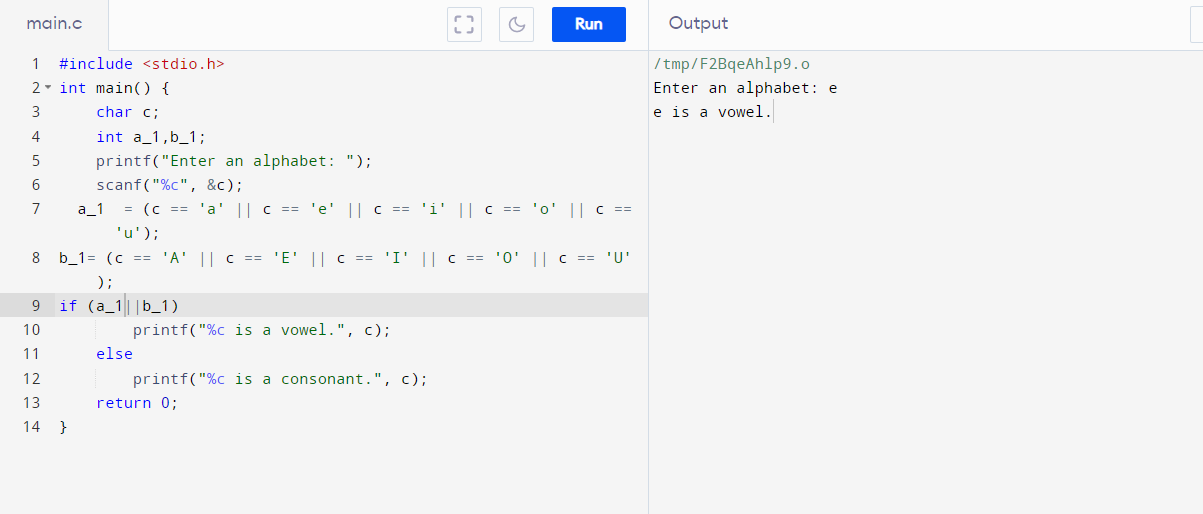 main.c
Run
Output
1 #include <stdio.h>
2 int main() {
3 char c;
4 int a_1,b_1;
5 printf("Enter an alphabet: ");
6 scanf("%c", &c);
7 a_1 = (c == 'a' || c == 'e' || c == 'i' || c == 'o' || c ==
'u');
8 b_1= (c == 'A' || c == 'E' || c == 'I' || c == 'O' || c == 'U'
);
9 if (a_1||b_1)
10 printf("%c is a vowel.", c);
11 else
12 printf("%c is a consonant.", c);
13 return 0;
14 }
/tmp/F2BqeAhlp9.o
Enter an alphabet: e
e is a vowel.